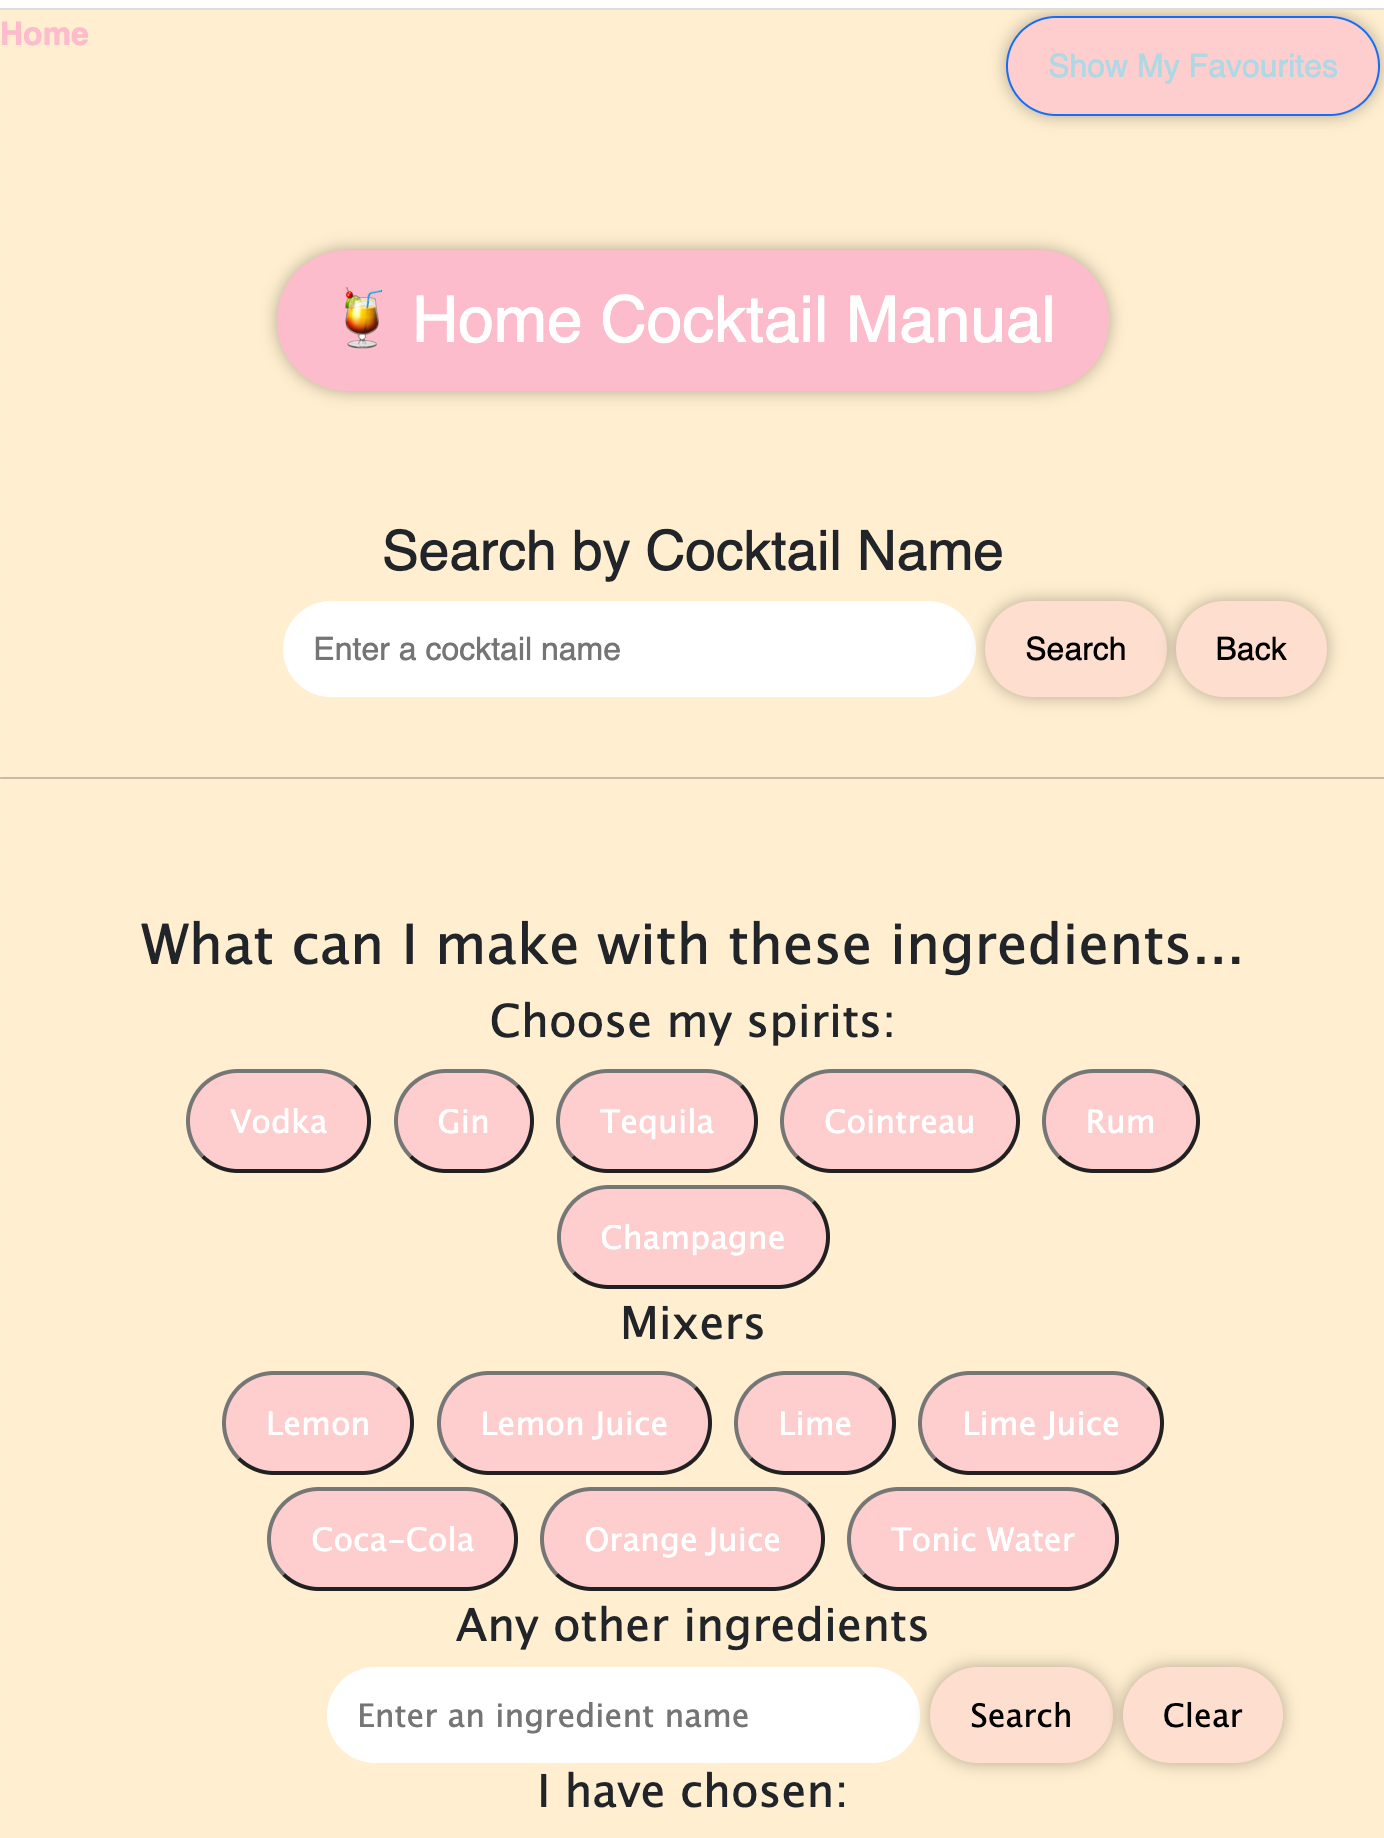 Home
Show My Favourites
Home Cocktail Manual
Search by Cocktail Name
Enter a cocktail name Search Back
What can I make with these ingredients...
Choose my spirits:
Vodka Gin Tequila Cointreau Rum
Champagne
Mixers
Lemon Lemon Juice Lime Lime Juice
Coca-Cola Orange Juice Tonic Water
Any other ingredients
Enter an ingredient name Search Clear
I have chosen: